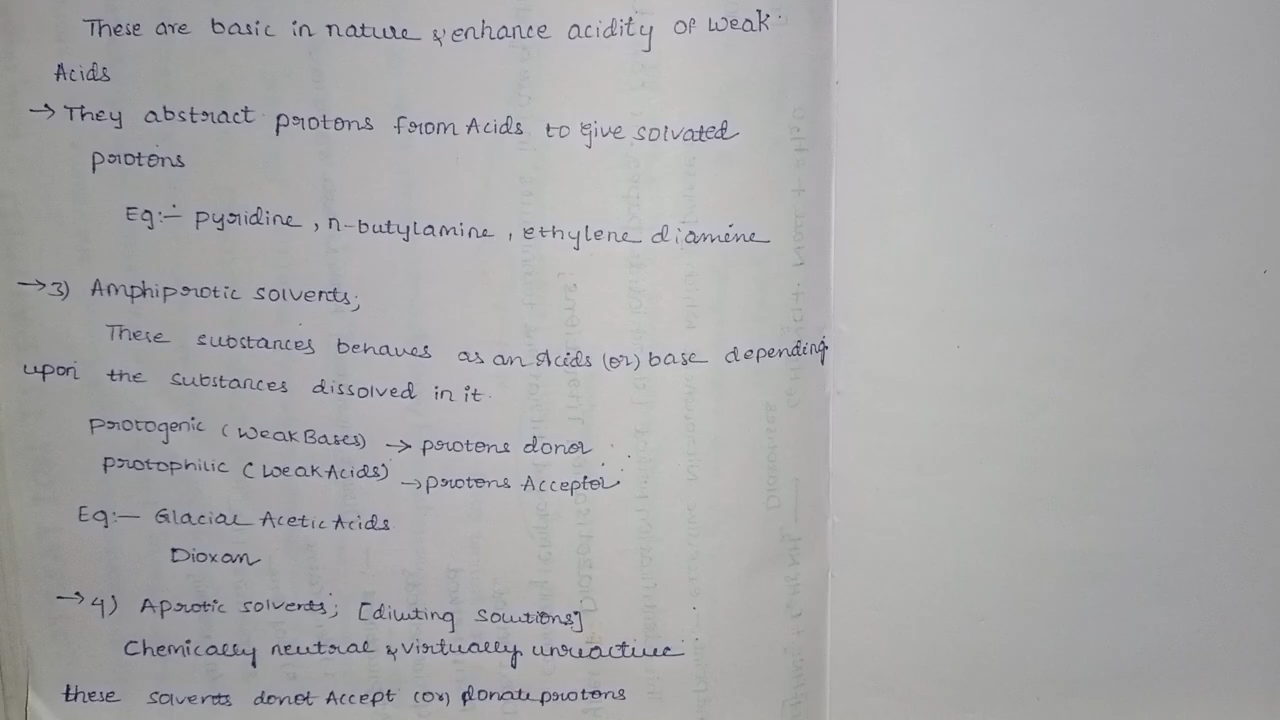 These are basic in nature & enhance acidity of weak
Acids
→ They abstract protons from Acids to give solvated
protons
Eg:- pyridine, n-butylamine, ethylene diamine
→ 3) Amphiprotic solvents;
These substances behaves as an Acids (or) base depending
upon the substances dissolved in it.
protogenic (weak Bases) → protons donor
protophilic (weak Acids) → protons Acceptor
Eg:- Glacial Acetic Acids
Dioxan
→ 4) Aprotic solvents; [diluting solutions]
Chemically neutral & virtually unreactive
these solvents donot Accept (or) donate protons